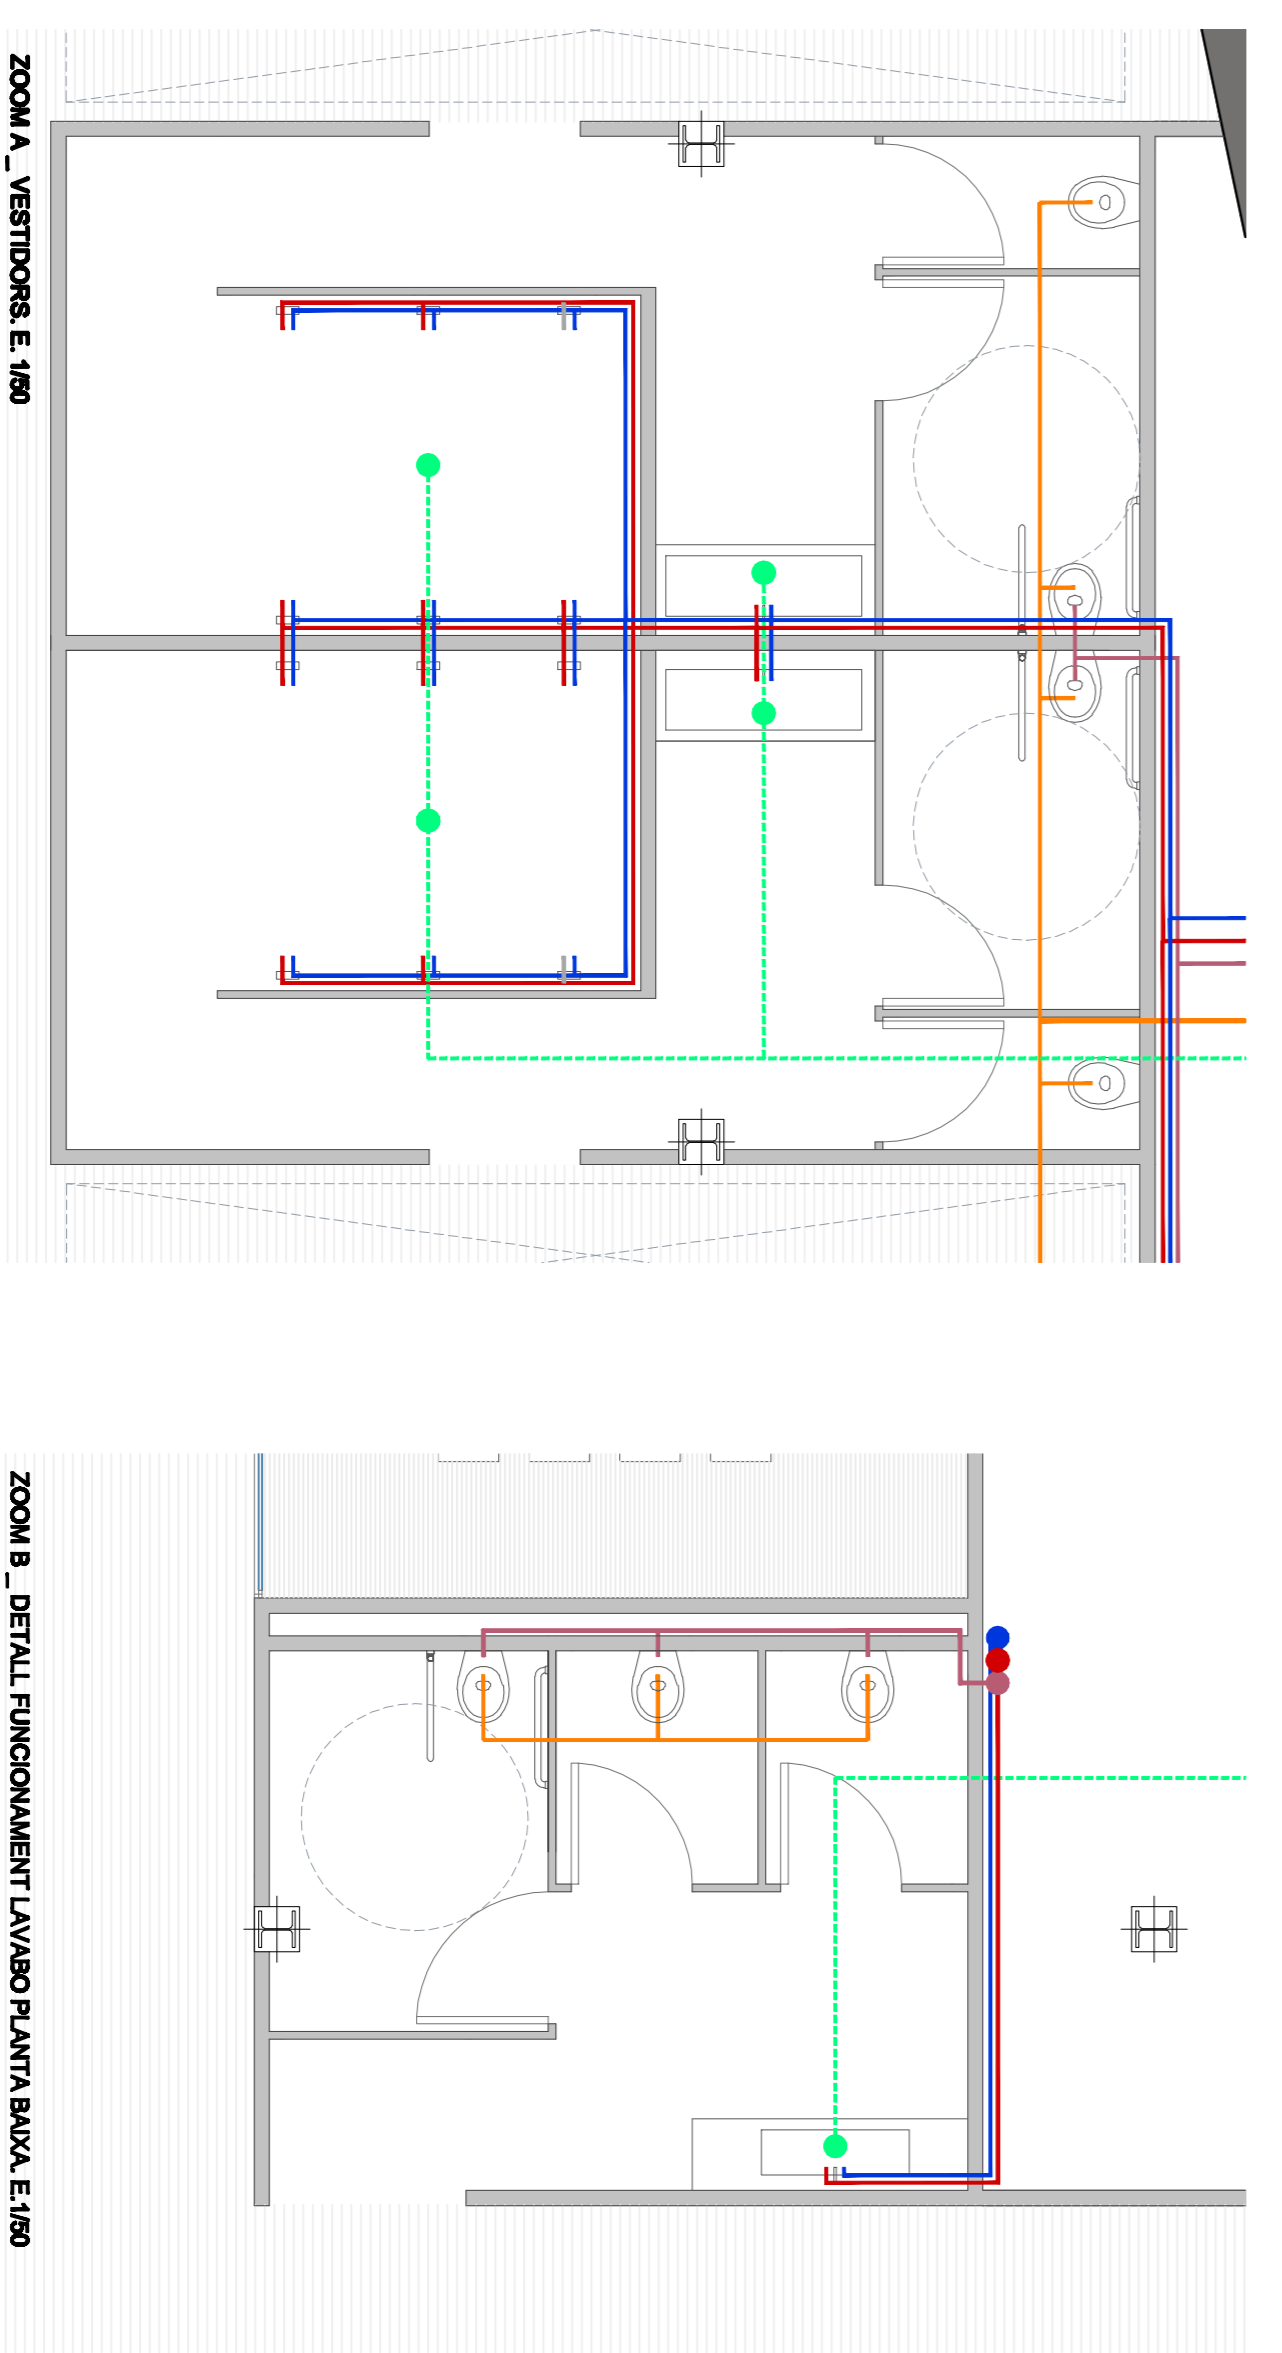 ZOOM A _ VESTIDORS. E. 1/50
ZOOM B _ DETALL FUNCIONAMENT LAVABO PLANTA BAIXA. E.1/50